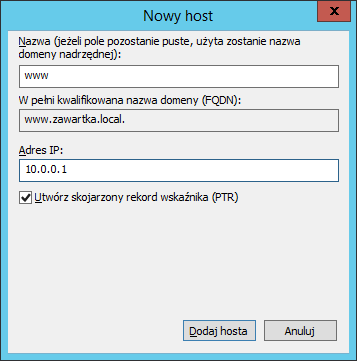 Nowy host
x
Nazwa (jeżeli pole pozostanie puste, użyta zostanie nazwa
domeny nadrzędnej):
www
W pełni kwalifikowana nazwa domeny (FQDN):
www.zawartka.local.
Adres IP:
10.0.0.1
Utwórz skojarzony rekord wskaźnika (PTR)
Dodaj hosta
Anuluj